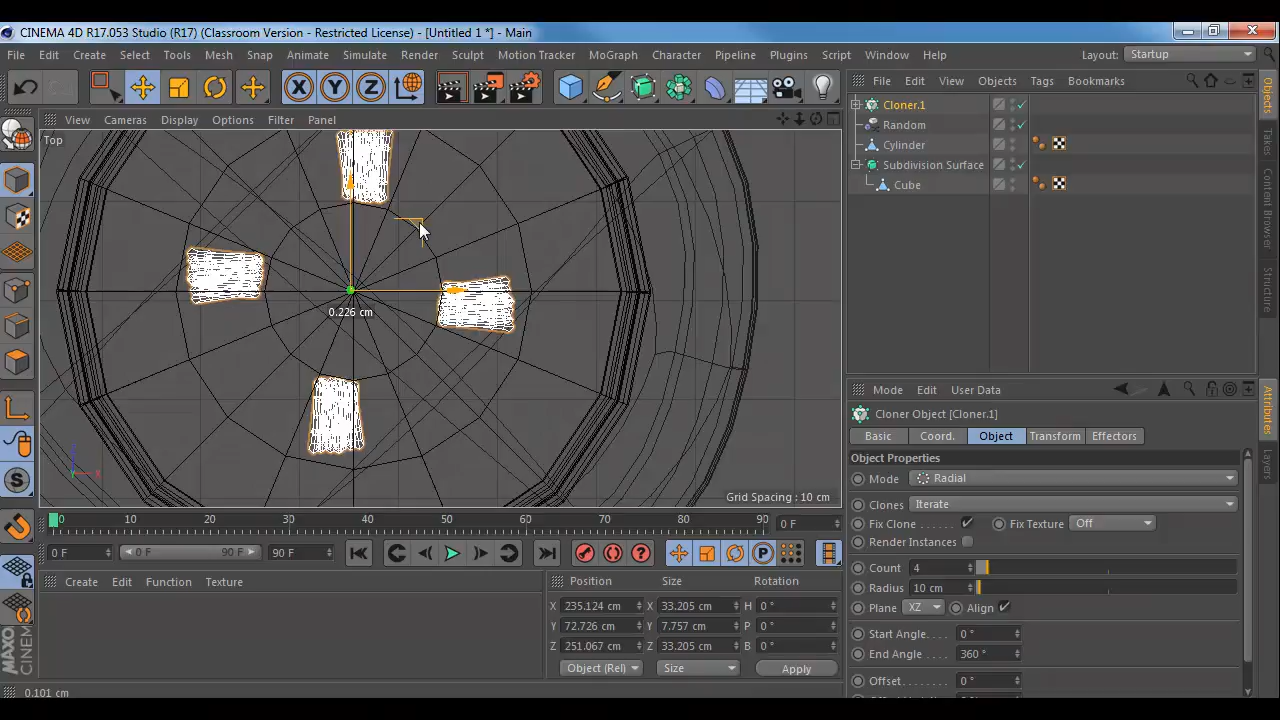 CINEMA 4D R17.053 Studio (R17) (Classroom Version - Restricted License) - [Untitled 1 *] - Main
File Edit Create Select Tools Mesh Snap Animate Simulate Render Sculpt Motion Tracker MoGraph Character Pipeline Plugins Script Window Help Layout: Startup
X Y Z
File Edit View Objects Tags Bookmarks
Cloner.1
Random
Cylinder
Subdivision Surface
Cube
Objects
Takes
Content Browser
Structure
View Cameras Display Options Filter Panel
Top
0.226 cm
Grid Spacing : 10 cm
Mode Edit User Data
Cloner Object [Cloner.1]
Basic Coord. Object Transform Effectors
Object Properties
Mode Radial
Clones Iterate
Fix Clone Fix Texture Off
Render Instances
Count 4
Radius 10 cm
Plane XZ Align
Start Angle 0 °
End Angle 360 °
Offset 0 °
Attributes
Layers
0 10 20 30 40 50 60 70 80 90 0 F
0 F 0 F 90 F 90 F
Create Edit Function Texture
Position Size Rotation
X 235.124 cm X 33.205 cm H 0 °
Y 72.726 cm Y 7.757 cm P 0 °
Z 251.067 cm Z 33.205 cm B 0 °
Object (Rel) Size Apply
0.101 cm